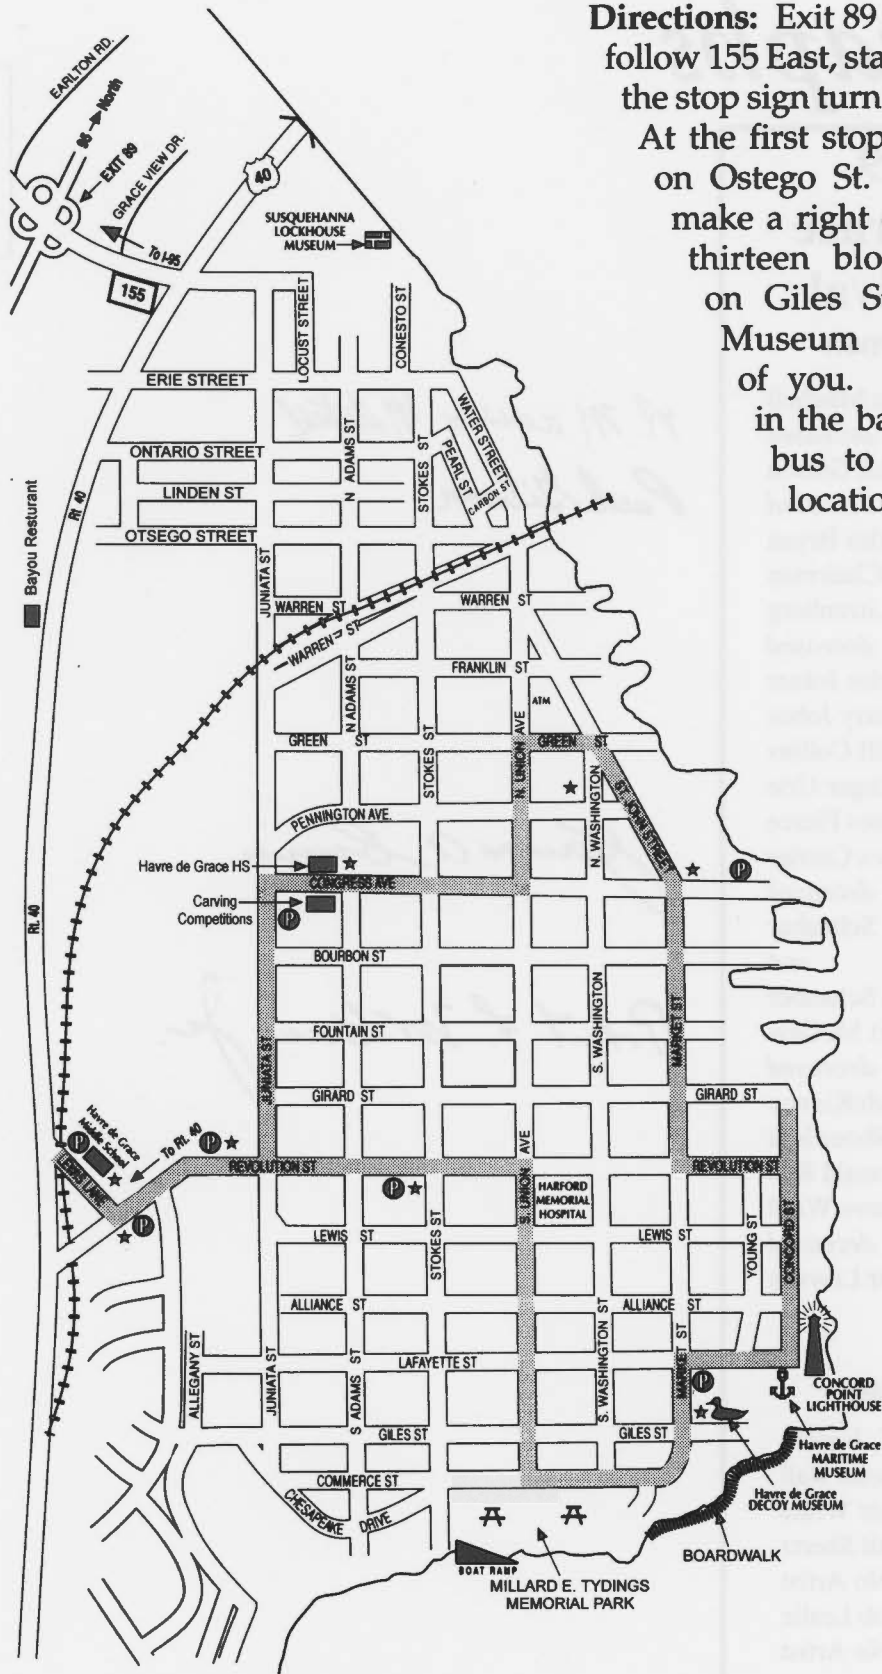 Directions: Exit 89
follow 155 East, sta
the stop sign turn
At the first stop
on Ostego St.
make a right
thirteen blo
on Giles S
Museum
of you.
in the ba
bus to
locatio
EARLTON RD.
95 North
EXIT 89
GRACE VIEW DR.
To I-95
155
40
SUSQUEHANNA
LOCKHOUSE
MUSEUM
LOCUST STREET
CONESTO ST
ERIE STREET
N ADAMS ST
STOKES ST
WATER STREET
PEARL ST
CARBON ST
ONTARIO STREET
LINDEN ST
OTSEGO STREET
Rt 40
Bayou Resturant
JUNIATA ST
WARREN ST
WARREN ST
WARREN ST
FRANKLIN ST
N ADAMS ST
STOKES ST
N. UNION AVE
ATM
GREEN ST
GREEN ST
N. WASHINGTON
ST. JOHN STREET
PENNINGTON AVE.
Havre de Grace HS
CONGRESS AVE
Carving
Competitions
P
P
BOURBON ST
Rt. 40
FOUNTAIN ST
S. WASHINGTON
MARKET ST
JUNIATA ST
GIRARD ST
GIRARD ST
Havre de Grace
Middle School
To Rt. 40
P
P
LEWIS LANE
REVOLUTION ST
S. UNION AVE
REVOLUTION ST
P
P
HARFORD
MEMORIAL
HOSPITAL
LEWIS ST
STOKES ST
LEWIS ST
YOUNG ST
CONCORD ST
ALLIANCE ST
ALLIANCE ST
ALLEGANY ST
JUNIATA ST
S ADAMS ST
LAFAYETTE ST
S. WASHINGTON ST
MARKET ST
P
CONCORD
POINT
LIGHTHOUSE
GILES ST
GILES ST
Havre de Grace
MARITIME
MUSEUM
COMMERCE ST
CHESAPEAKE DRIVE
Havre de Grace
DECOY MUSEUM
BOARDWALK
BOAT RAMP
MILLARD E. TYDINGS
MEMORIAL PARK